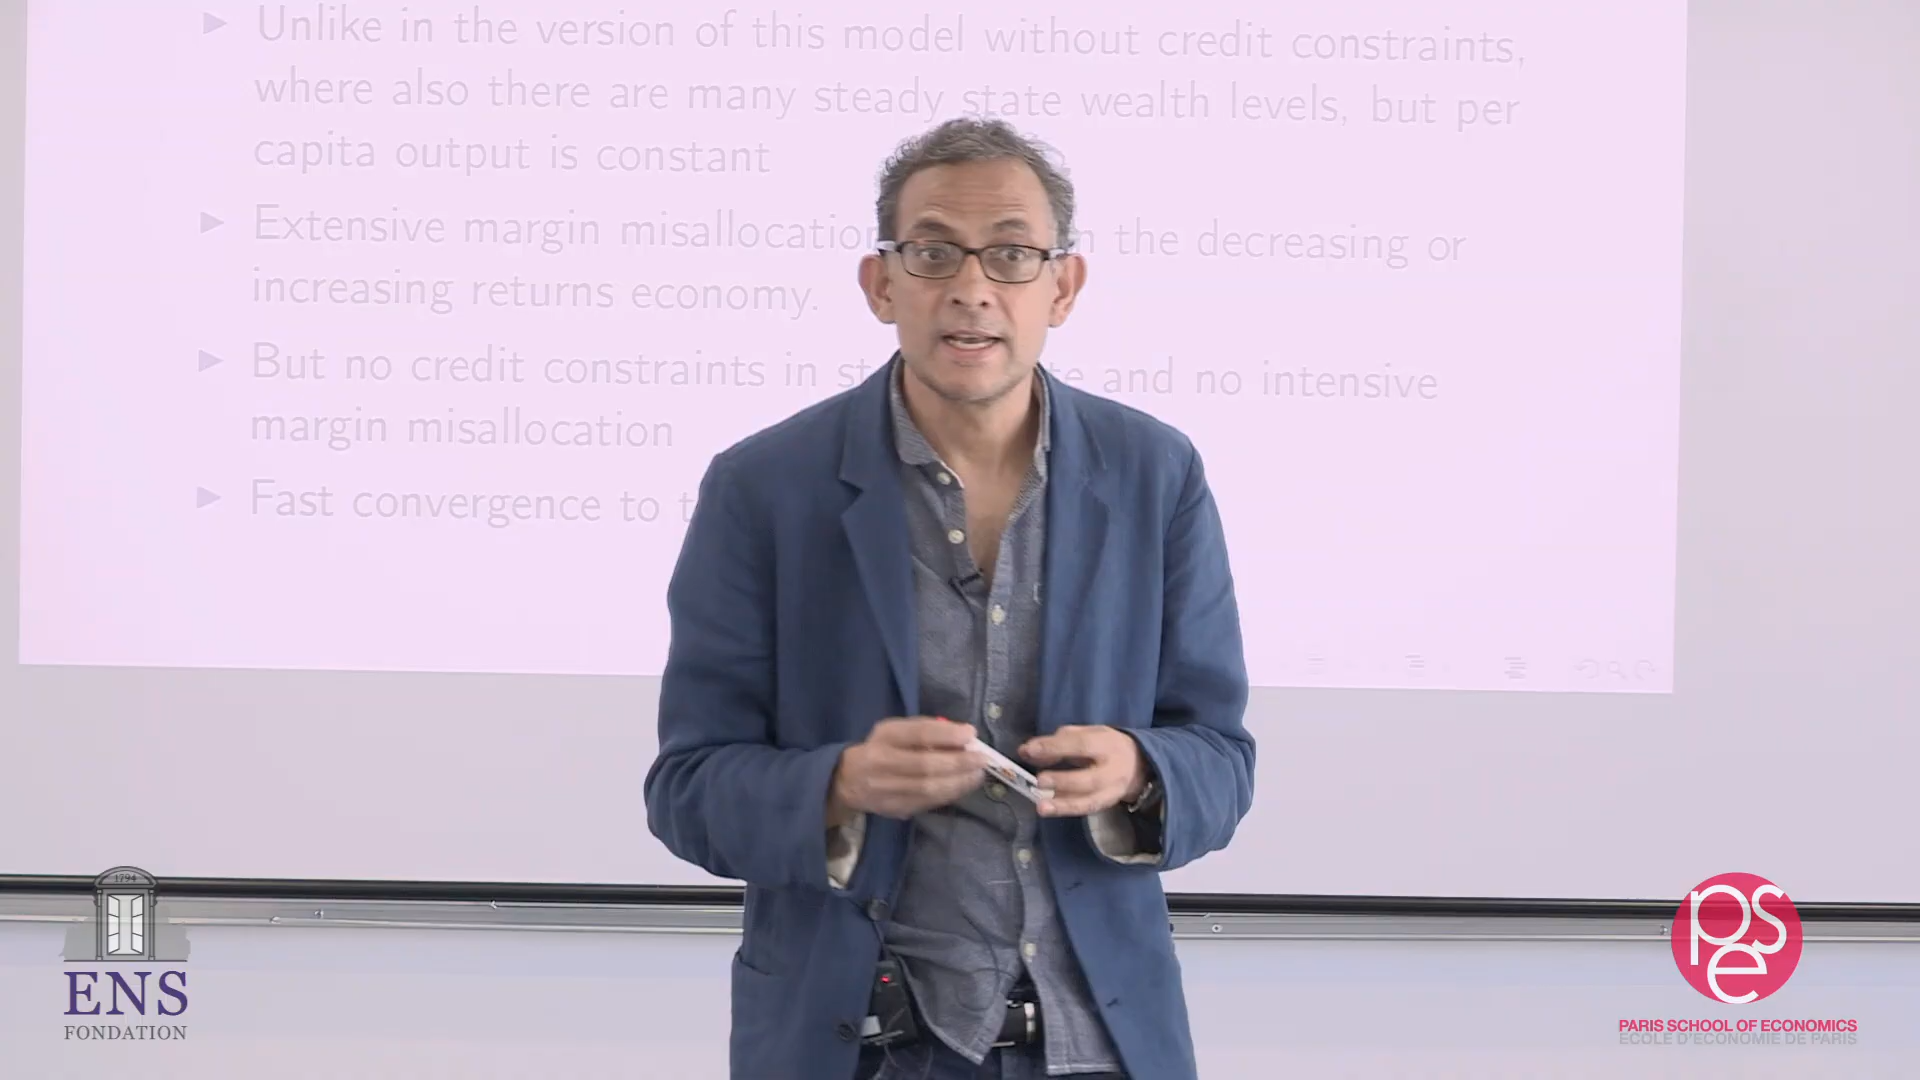 ▶ Unlike in the version of this model without credit constraints,
where also there are many steady state wealth levels, but per
capita output is constant
▶ Extensive margin misallocation the decreasing or
increasing returns economy.
▶ But no credit constraints in st and no intensive
margin misallocation
▶ Fast convergence to t
1794
ENS
FONDATION
pse
PARIS SCHOOL OF ECONOMICS
ECOLE D'ECONOMIE DE PARIS